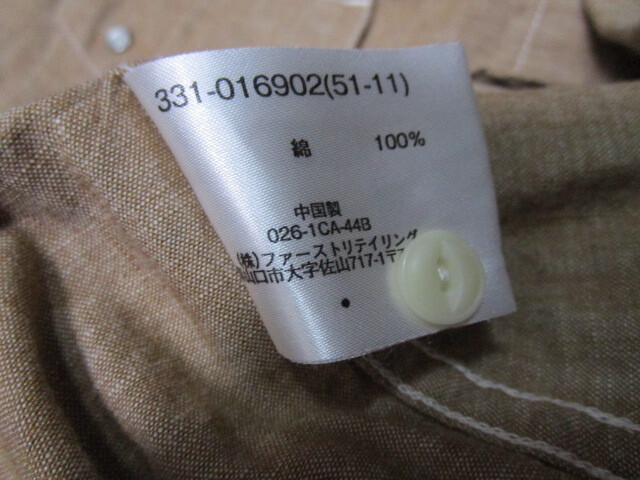 331-016902(51-11)
綿 100%
中国製
026-1CA-44B
(株)ファーストリテイリング
山口市大字佐山717-1〒7